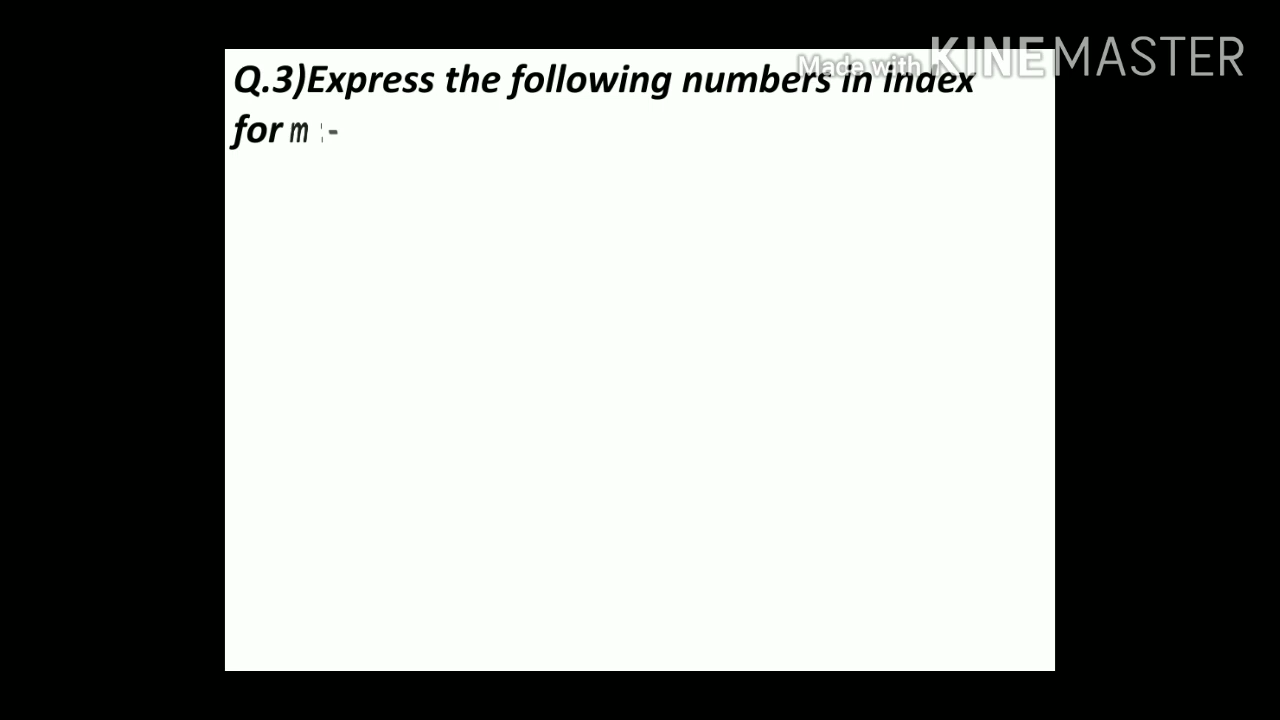 Made with KINEMASTER
Q.3)Express the following numbers in index
form :-